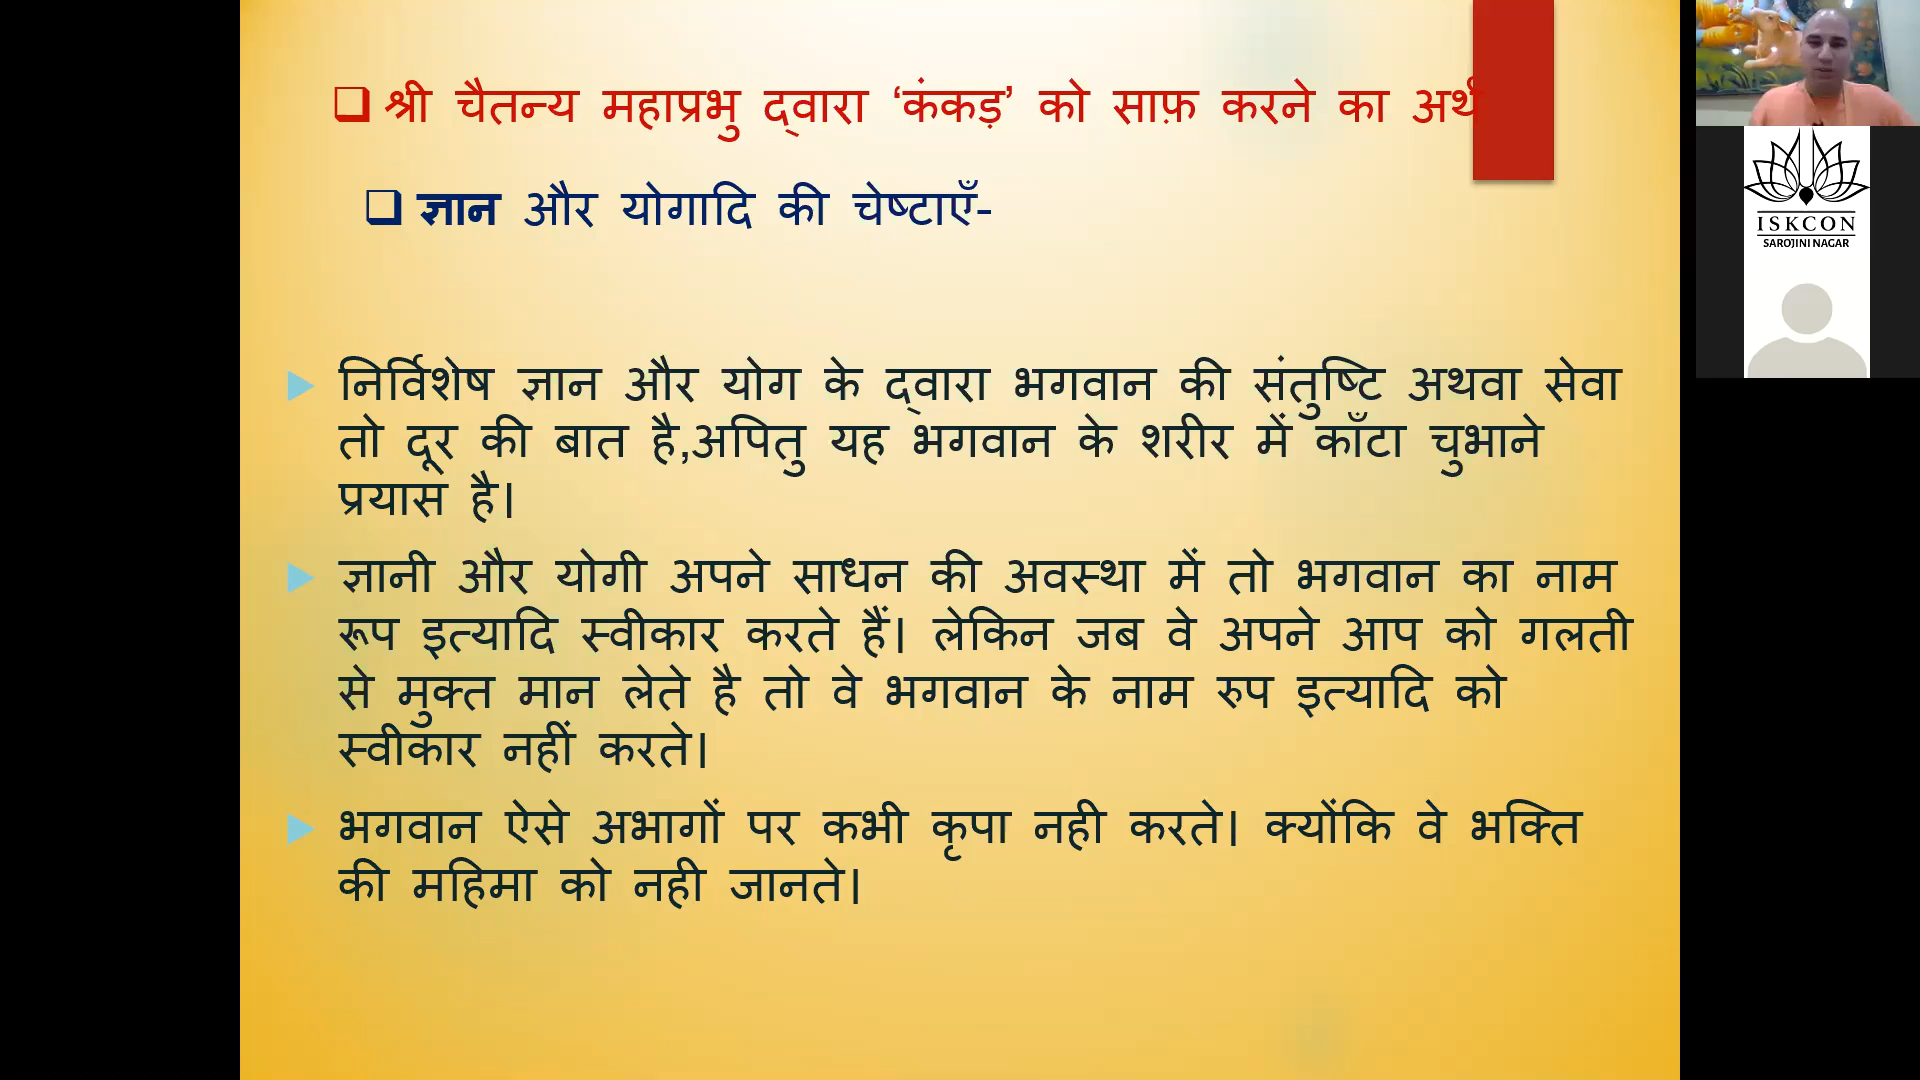 श्री चैतन्य महाप्रभु द्वारा ‘कंकड़’ को साफ़ करने का अर्थ
ज्ञान और योगादि की चेष्टाएँ-
निर्विशेष ज्ञान और योग के द्वारा भगवान की संतुष्टि अथवा सेवा
तो दूर की बात है,अपितु यह भगवान के शरीर में काँटा चुभाने
प्रयास है।
ज्ञानी और योगी अपने साधन की अवस्था में तो भगवान का नाम
रूप इत्यादि स्वीकार करते हैं। लेकिन जब वे अपने आप को गलती
से मुक्त मान लेते है तो वे भगवान के नाम रुप इत्यादि को
स्वीकार नहीं करते।
भगवान ऐसे अभागों पर कभी कृपा नही करते। क्योंकि वे भक्ति
की महिमा को नही जानते।
ISKCON
SAROJINI NAGAR